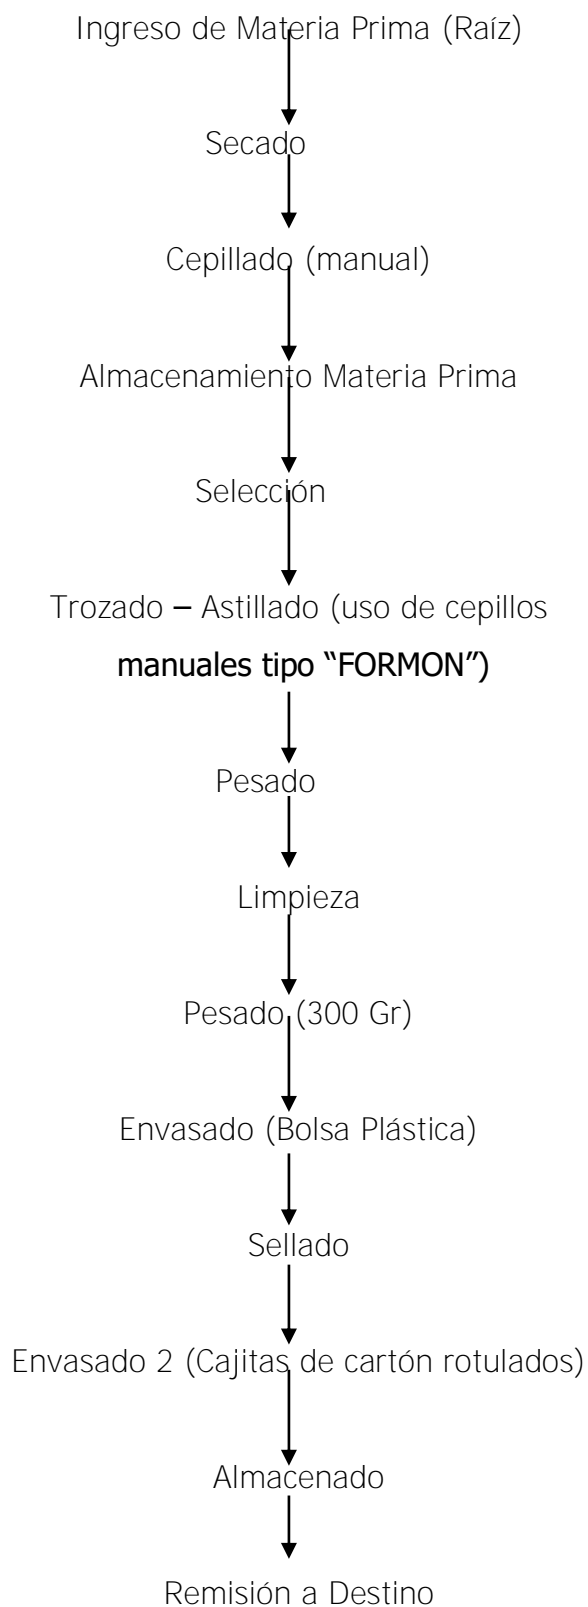 Ingreso de Materia Prima (Raíz)
Secado
Cepillado (manual)
Almacenamiento Materia Prima
Selección
Trozado – Astillado (uso de cepillos
manuales tipo “FORMON”)
Pesado
Limpieza
Pesado (300 Gr)
Envasado (Bolsa Plástica)
Sellado
Envasado 2 (Cajitas de cartón rotulados)
Almacenado
Remisión a Destino